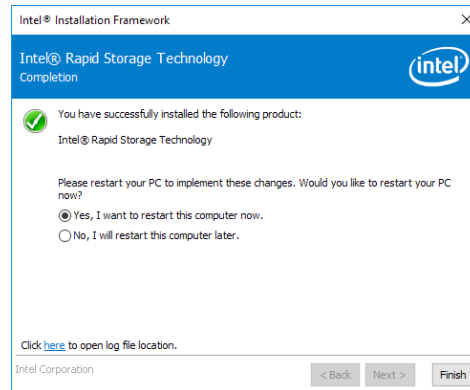 Intel® Installation Framework
Intel® Rapid Storage Technology
Completion
intel
You have successfully installed the following product:
Intel® Rapid Storage Technology
Please restart your PC to implement these changes. Would you like to restart your PC
now?
Yes, I want to restart this computer now.
No, I will restart this computer later.
Click here to open log file location.
Intel Corporation
< Back
Next >
Finish